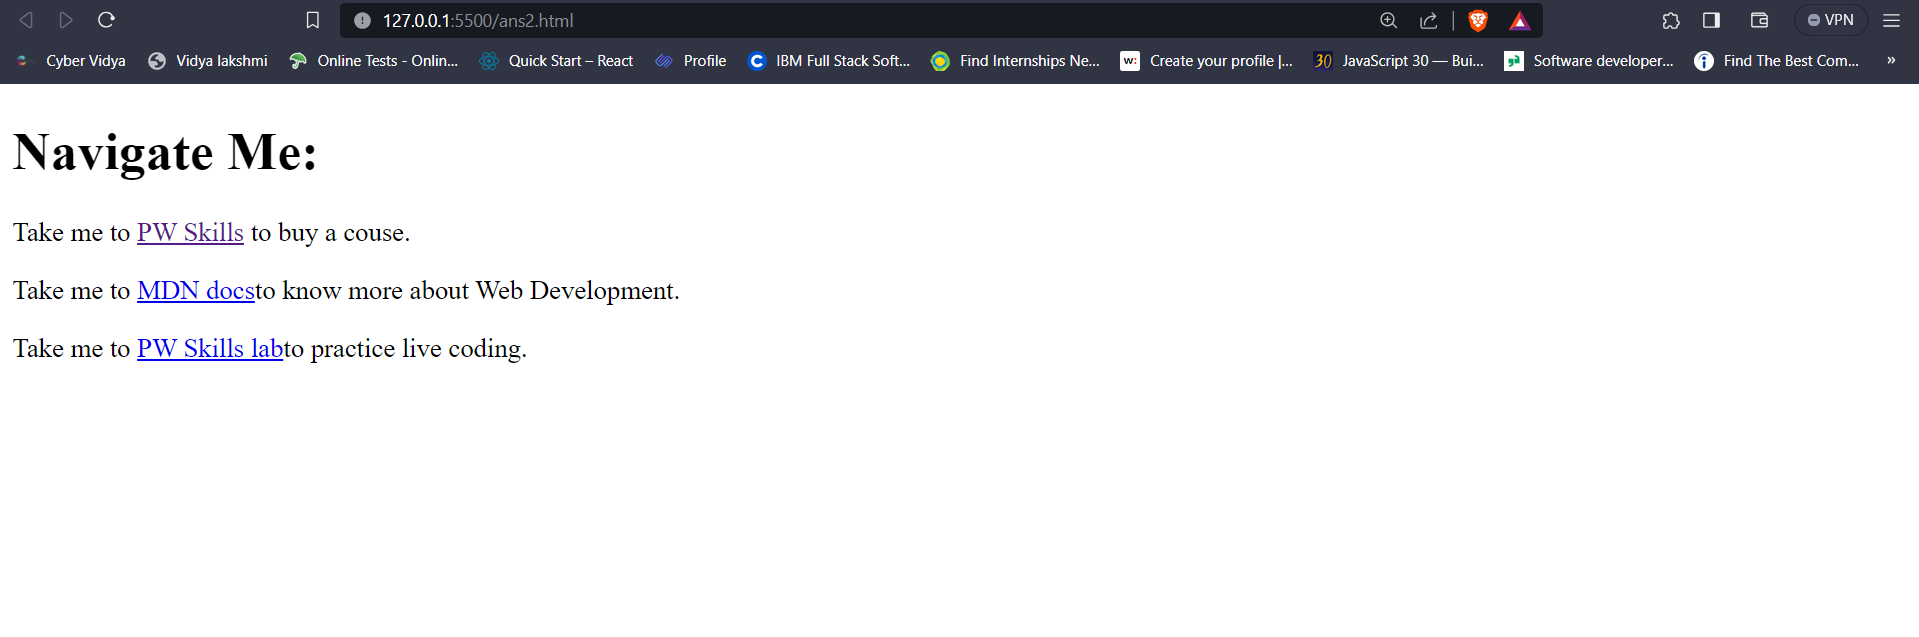 127.0.0.1:5500/ans2.html
VPN
Cyber Vidya Vidya lakshmi Online Tests - Onlin... Quick Start – React Profile C IBM Full Stack Soft... Find Internships Ne... w: Create your profile |... 30 JavaScript 30 — Bui... Software developer... Find The Best Com... »
Navigate Me:
Take me to PW Skills to buy a couse.
Take me to MDN docsto know more about Web Development.
Take me to PW Skills labto practice live coding.